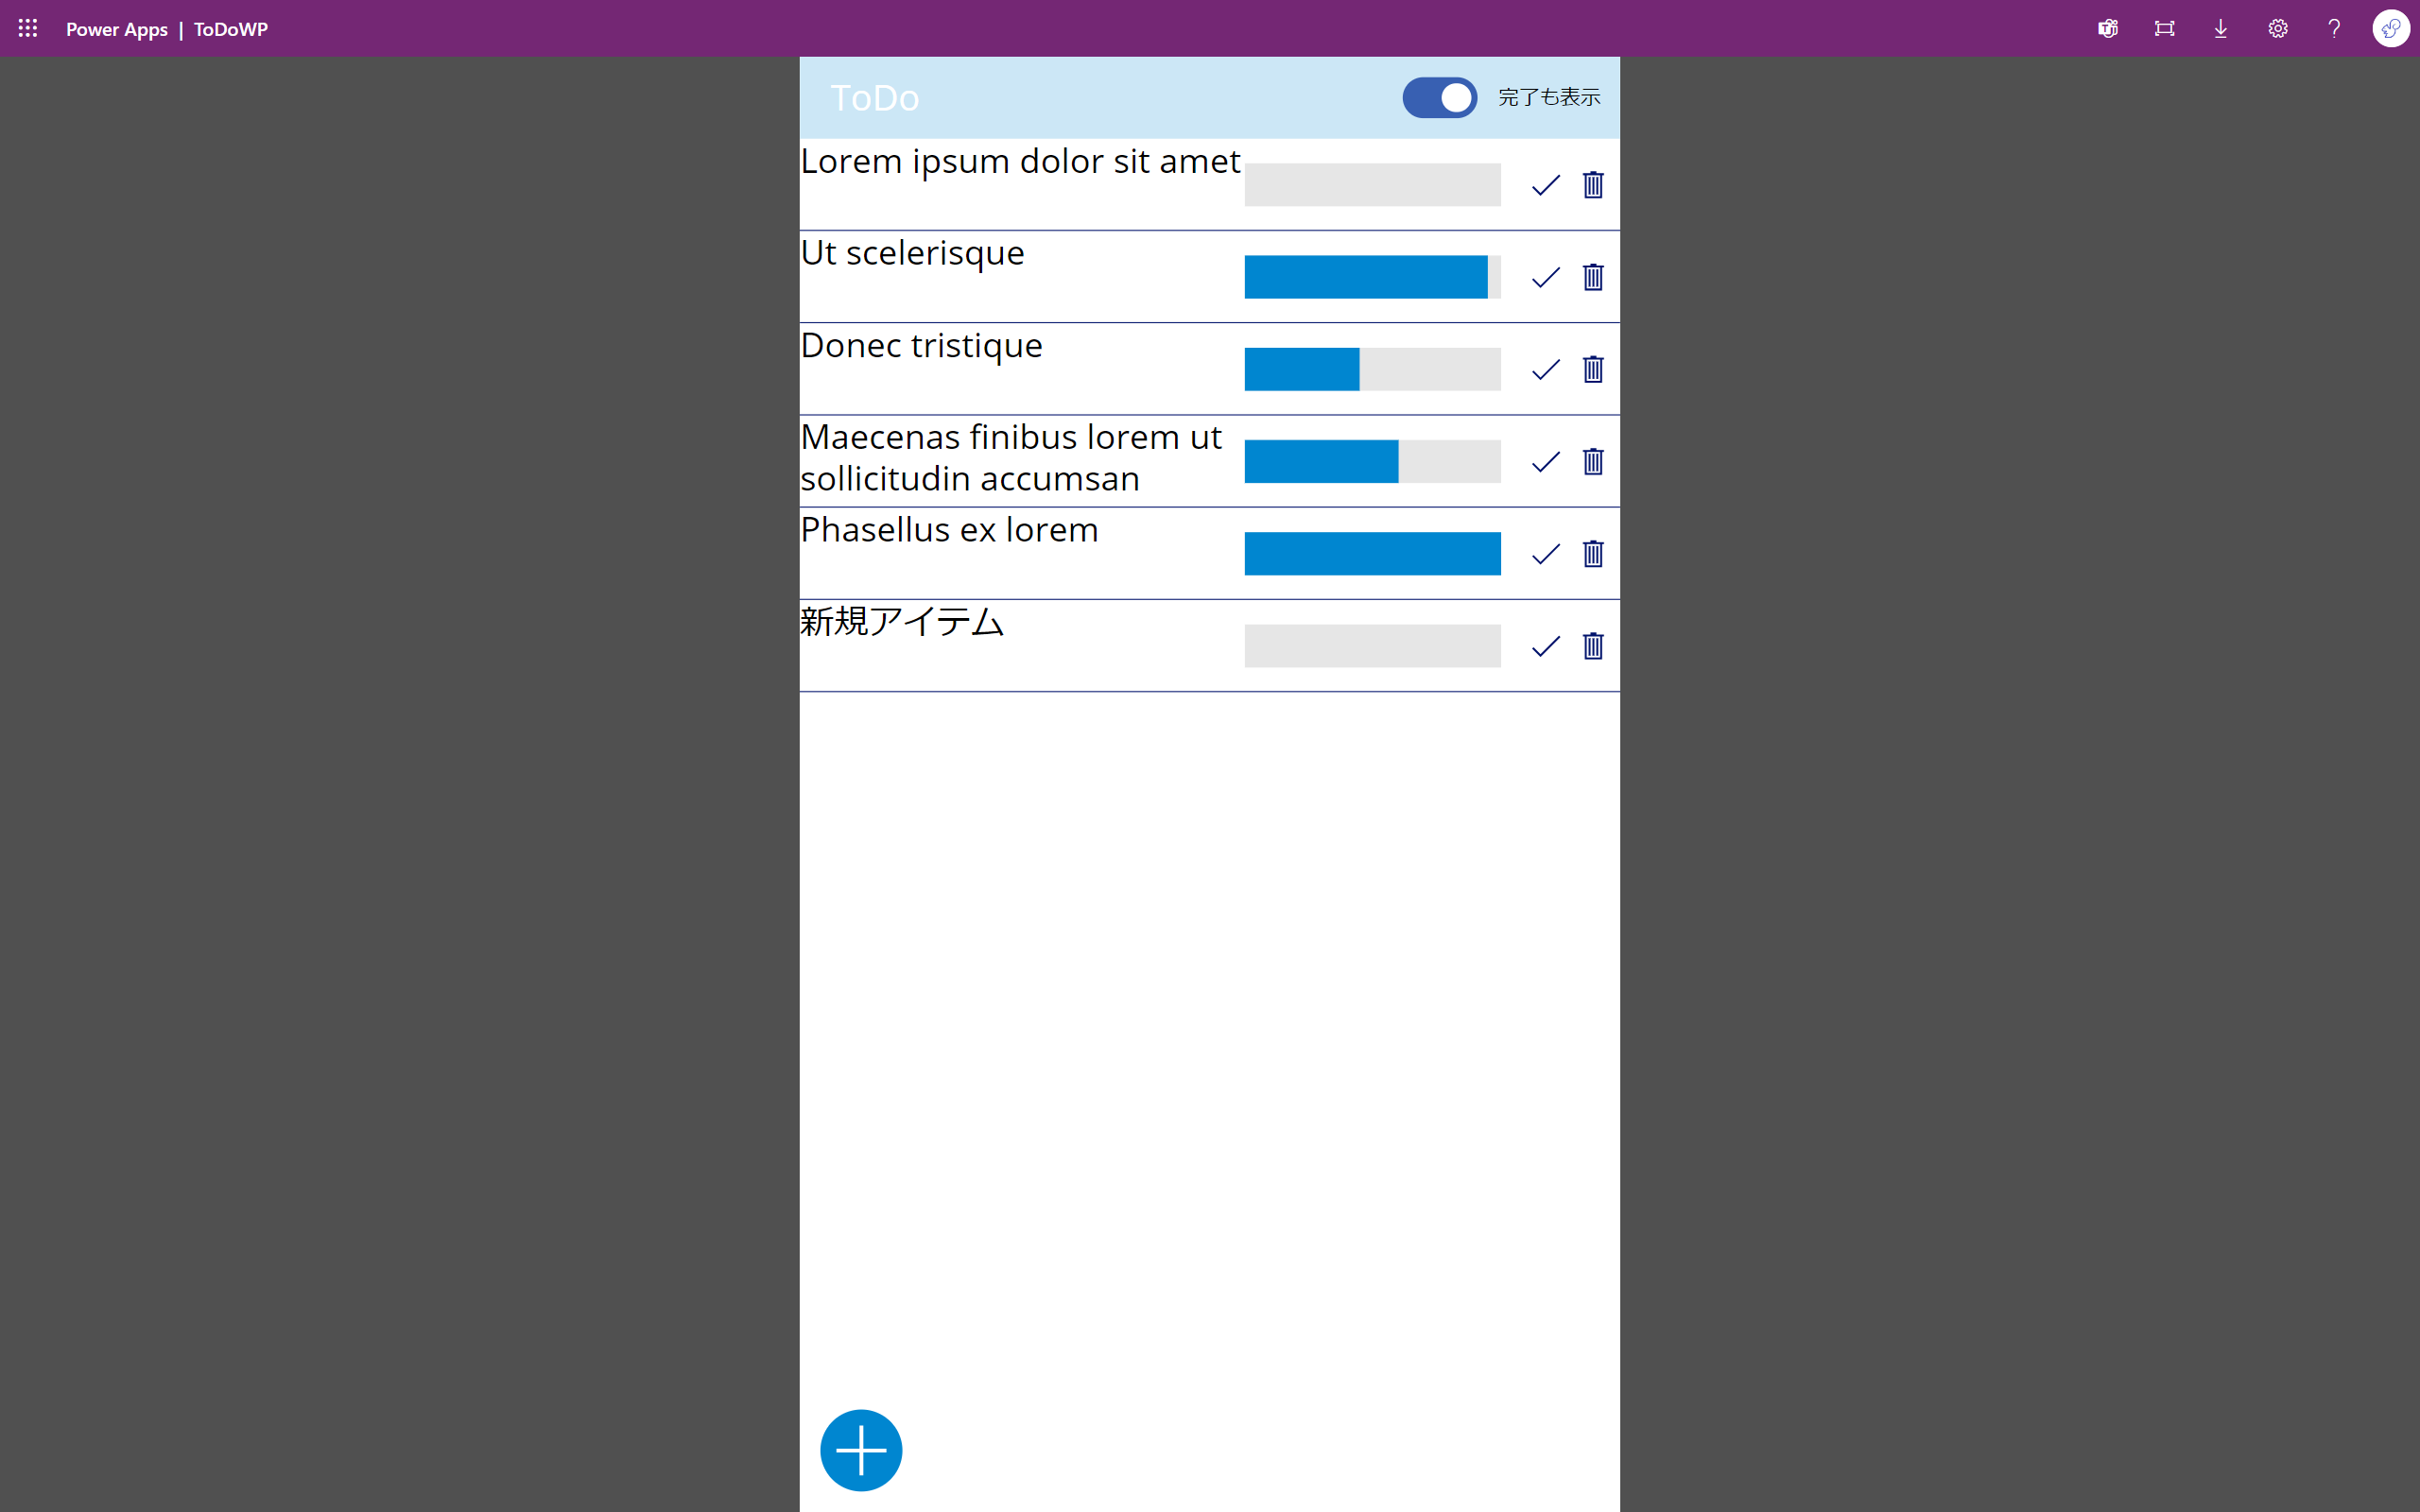 Power Apps | ToDoWP
ToDo
完了も表示
Lorem ipsum dolor sit amet
Ut scelerisque
Donec tristique
Maecenas finibus lorem ut
sollicitudin accumsan
Phasellus ex lorem
新規アイテム